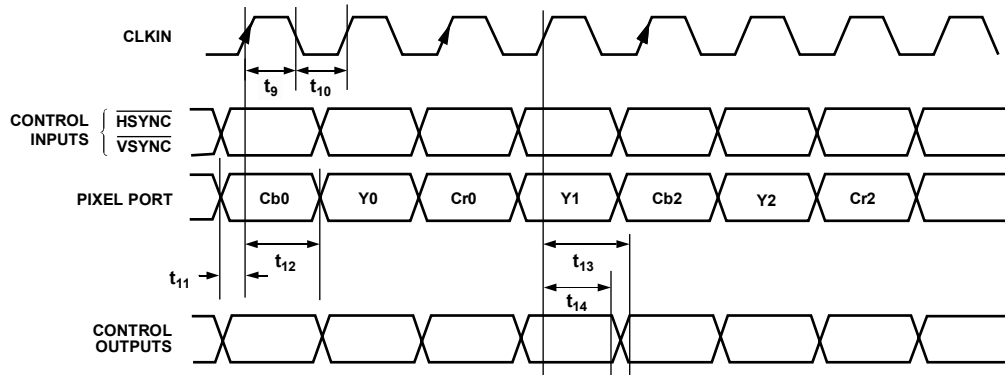 CLKIN
t9
t10
CONTROL INPUTS
HSYNC
VSYNC
PIXEL PORT
Cb0 Y0 Cr0 Y1 Cb2 Y2 Cr2
t12
t13
t11
t14
CONTROL OUTPUTS